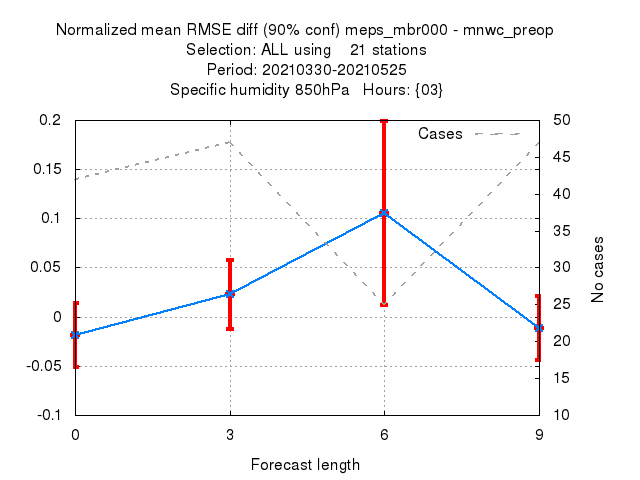 Normalized mean RMSE diff (90% conf) meps_mbr000 - mnwc_preop
Selection: ALL using    21 stations
Period: 20210330-20210525
Specific humidity 850hPa   Hours: {03}
Cases
0.2
0.15
0.1
0.05
0
-0.05
-0.1
50
45
40
35
30
25
20
15
10
No cases
0 3 6 9
Forecast length